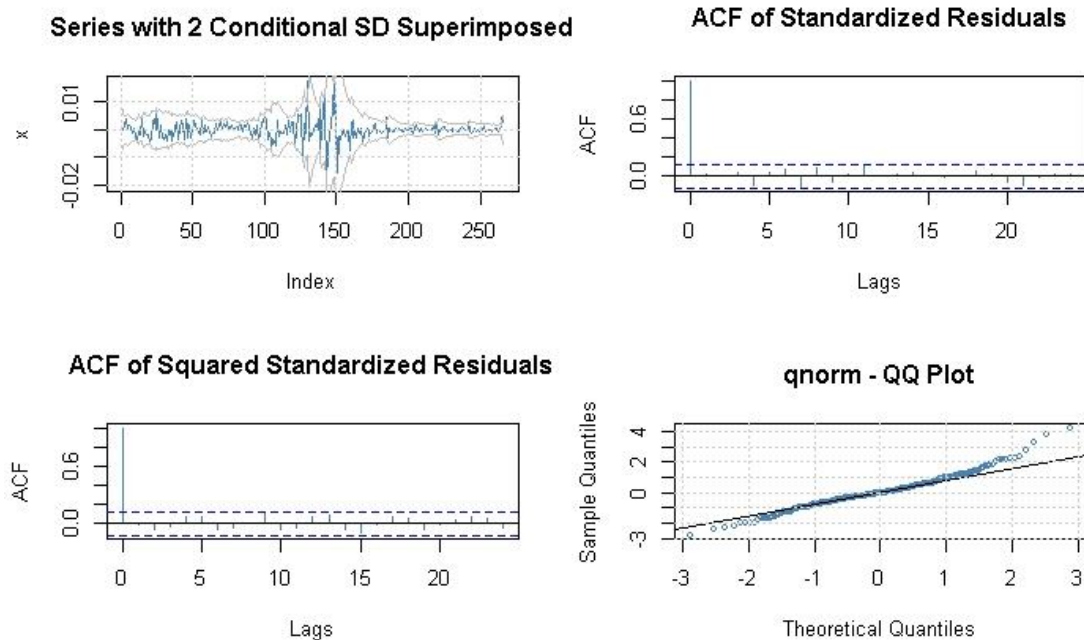 Series with 2 Conditional SD Superimposed
x
0.01
-0.02
0 50 100 150 200 250
Index
ACF of Standardized Residuals
ACF
0.6
0.0
0 5 10 15 20
Lags
ACF of Squared Standardized Residuals
ACF
0.6
0.0
0 5 10 15 20
Lags
qnorm - QQ Plot
Sample Quantiles
4
2
0
-3
-3 -2 -1 0 1 2 3
Theoretical Quantiles